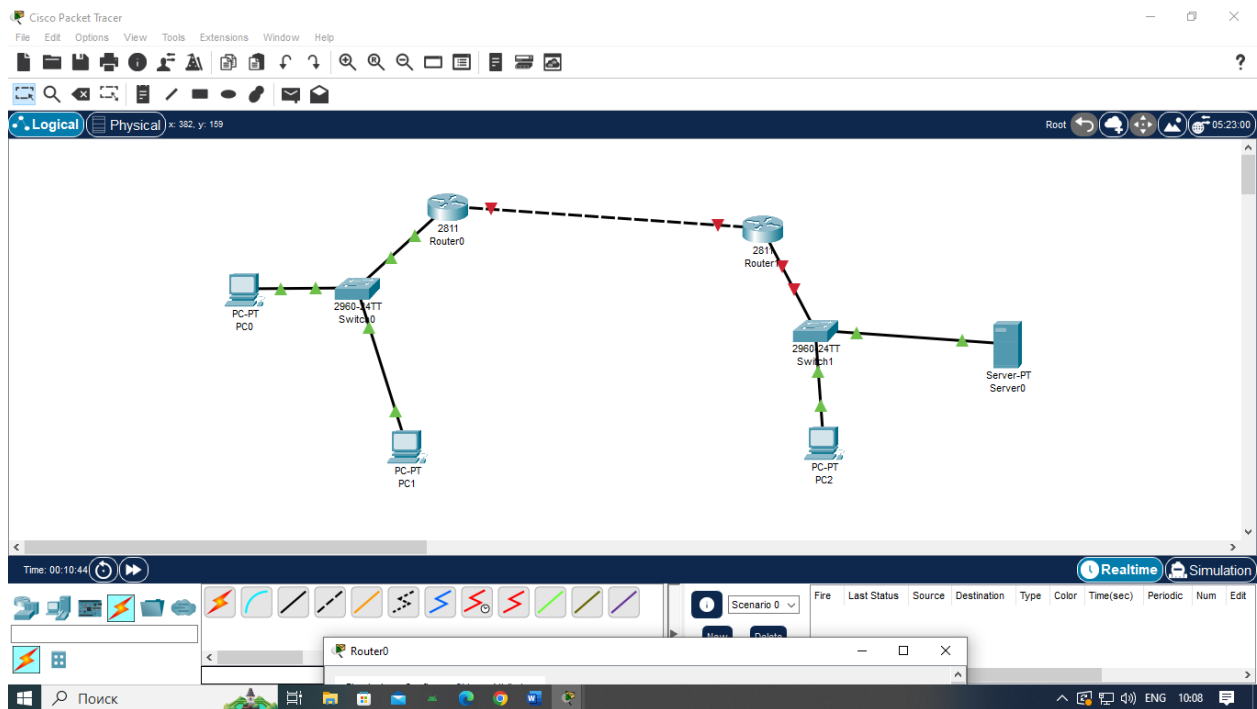 Cisco Packet Tracer
File Edit Options View Tools Extensions Window Help
?
Logical Physical x: 382, y: 159 Root 05:23:00
2811
Router0
2811
Router1
PC-PT
PC0
2960-24TT
Switch0
2960-24TT
Switch1
Server-PT
Server0
PC-PT
PC1
PC-PT
PC2
Time: 00:10:44 Realtime Simulation
Scenario 0
Fire Last Status Source Destination Type Color Time(sec) Periodic Num Edit
New Delete
Router0
Поиск ENG 10:08